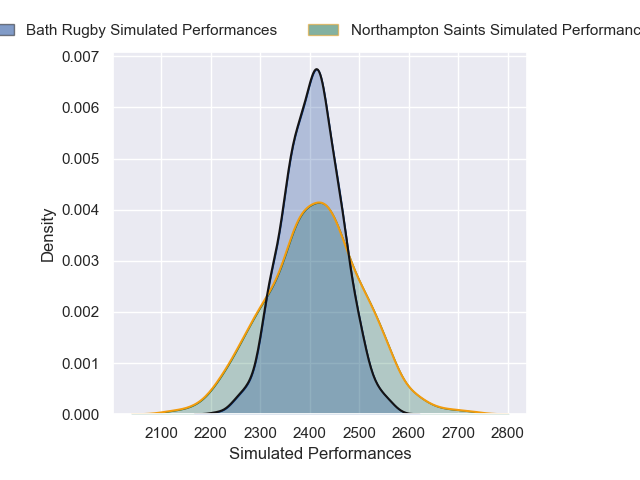 Bath Rugby Simulated Performances
Northampton Saints Simulated
0.007
0.006
0.005
0.004
0.003
0.002
0.001
0.000
Density
2100 2200 2300 2400 2500 2600 2700 2800
Simulated Performances